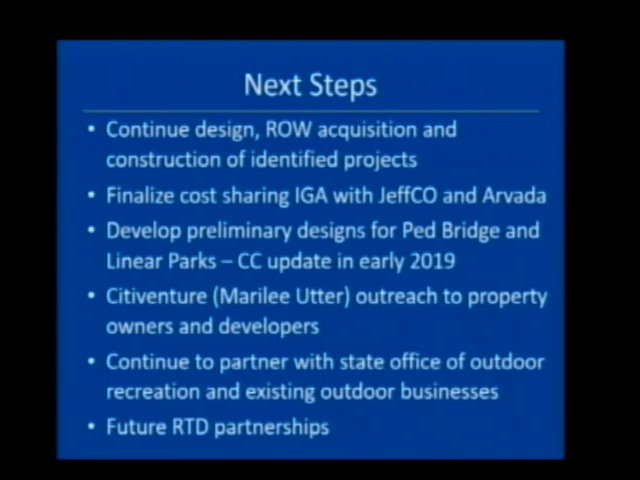 Next Steps
• Continue design, ROW acquisition and
construction of identified projects
• Finalize cost sharing IGA with JeffCO and Arvada
• Develop preliminary designs for Ped Bridge and
Linear Parks – CC update in early 2019
• Citiventure (Marilee Utter) outreach to property
owners and developers
• Continue to partner with state office of outdoor
recreation and existing outdoor businesses
• Future RTD partnerships